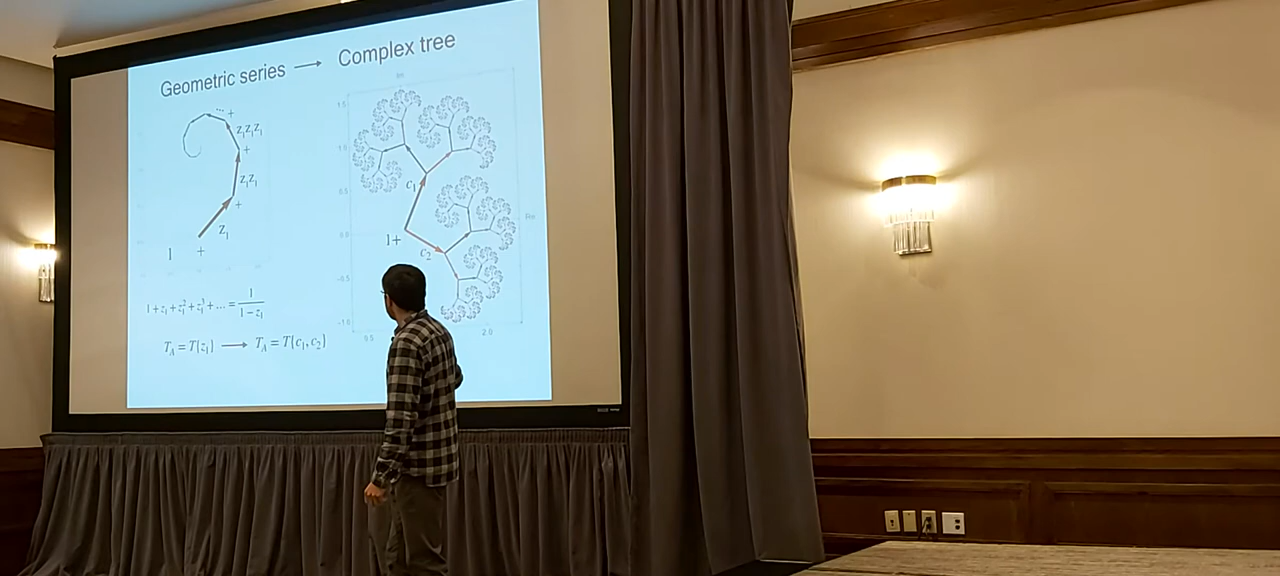 Geometric series → Complex tree
... +
z₁z₁z₁
+
z₁z₁
+
z₁
1 +
1+z₁+z₁²+z₁³+...= 1/(1−z₁)
T_A = T{z₁} → T_A = T{c₁,c₂}
Im
1.5
1.0
0.5
0.0
-0.5
-1.0
0.5
2.0
Re
c₁
1+
c₂